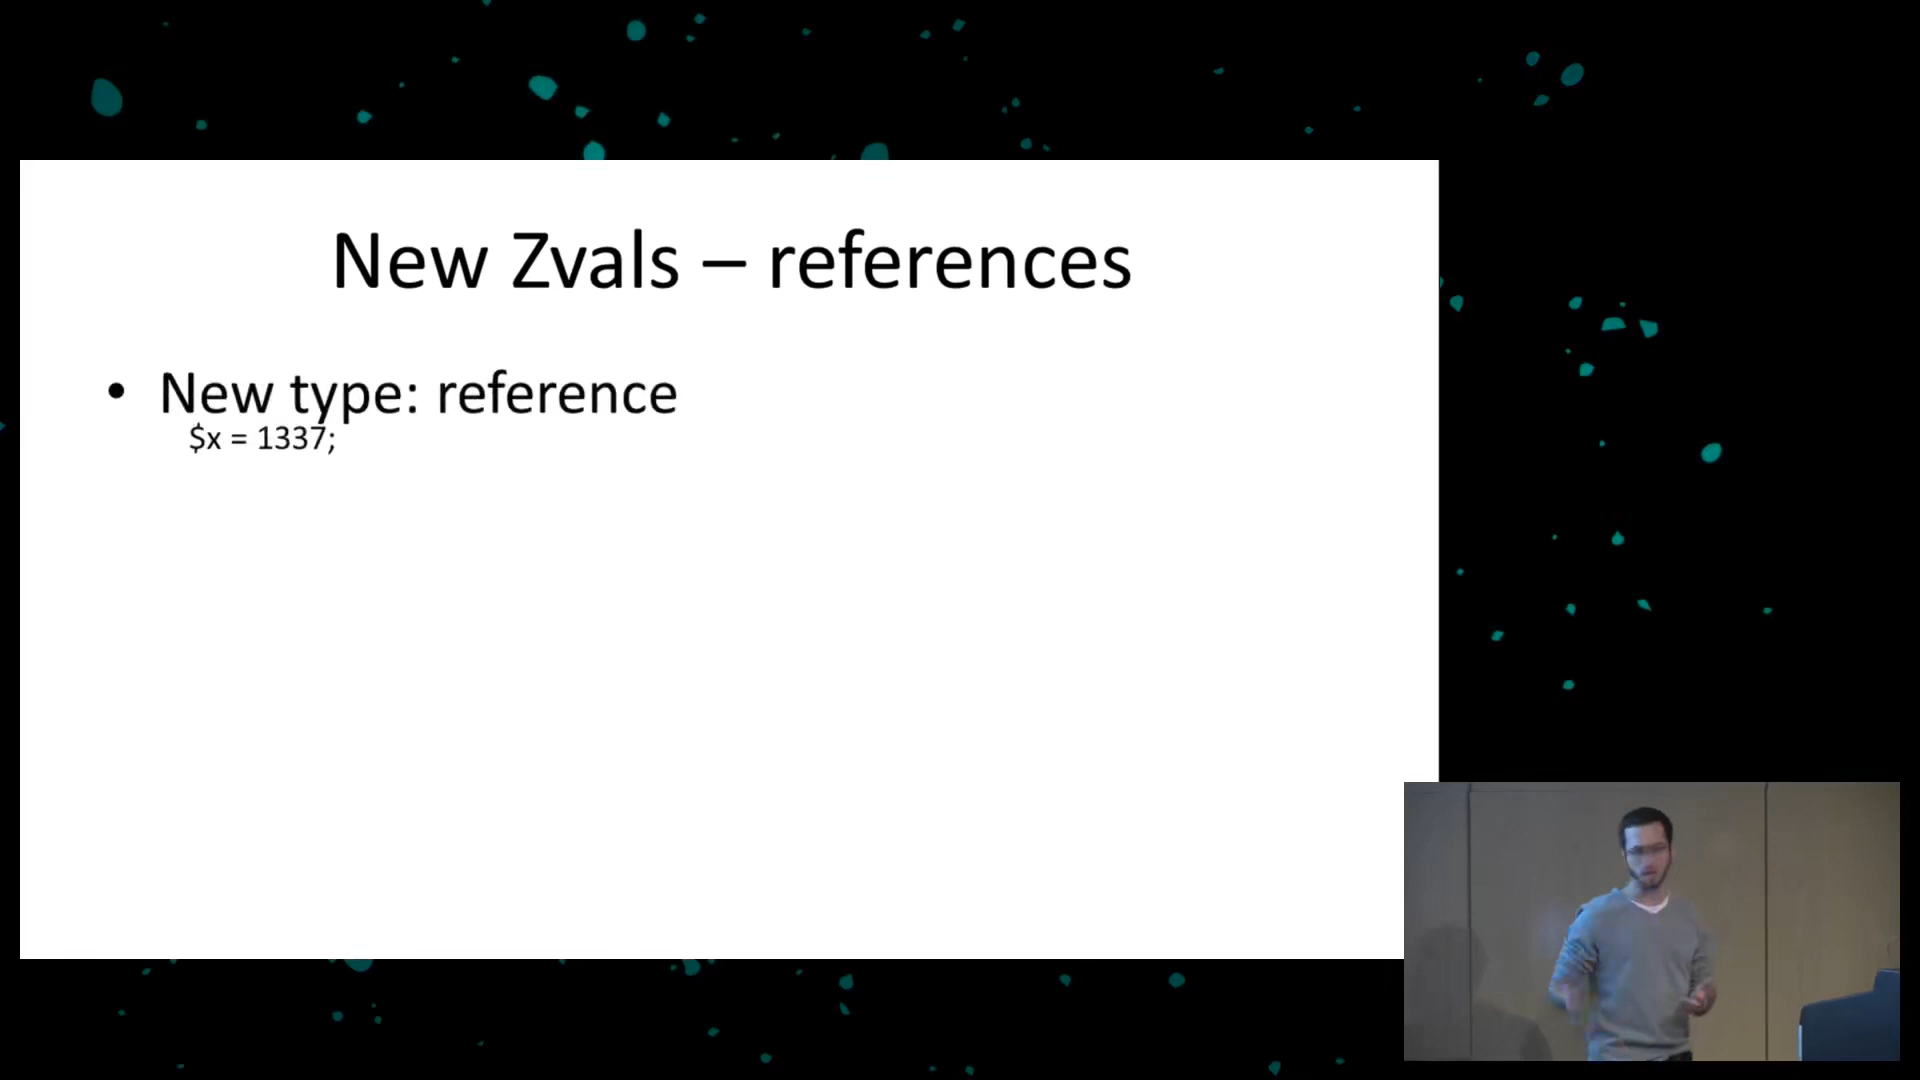 New Zvals – references
• New type: reference
$x = 1337;